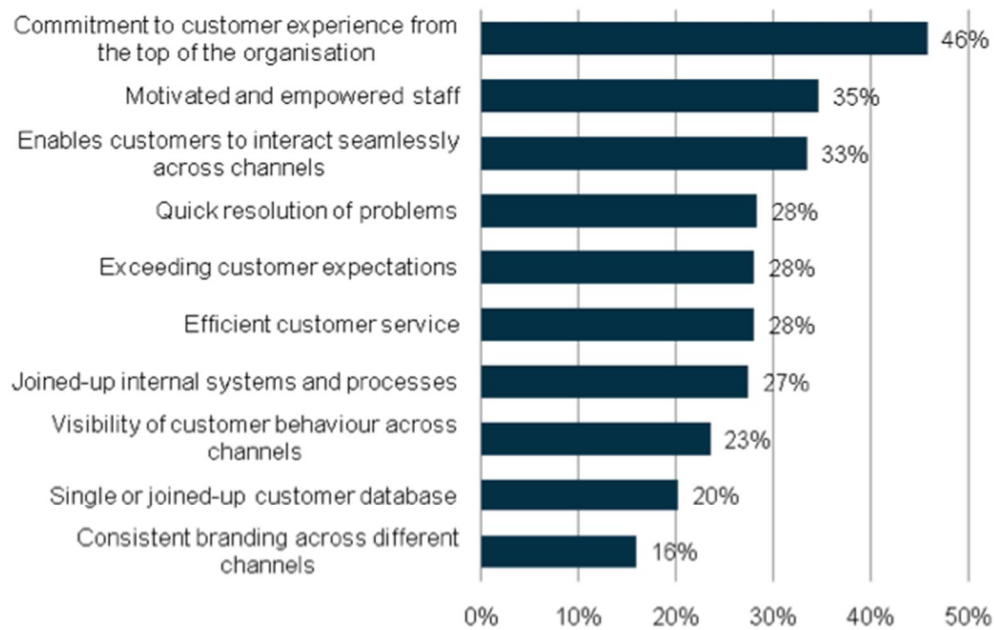 Commitment to customer experience from
the top of the organisation
46%
Motivated and empowered staff
35%
Enables customers to interact seamlessly
across channels
33%
Quick resolution of problems
28%
Exceeding customer expectations
28%
Efficient customer service
28%
Joined-up internal systems and processes
27%
Visibility of customer behaviour across
channels
23%
Single or joined-up customer database
20%
Consistent branding across different
channels
16%
0% 10% 20% 30% 40% 50%